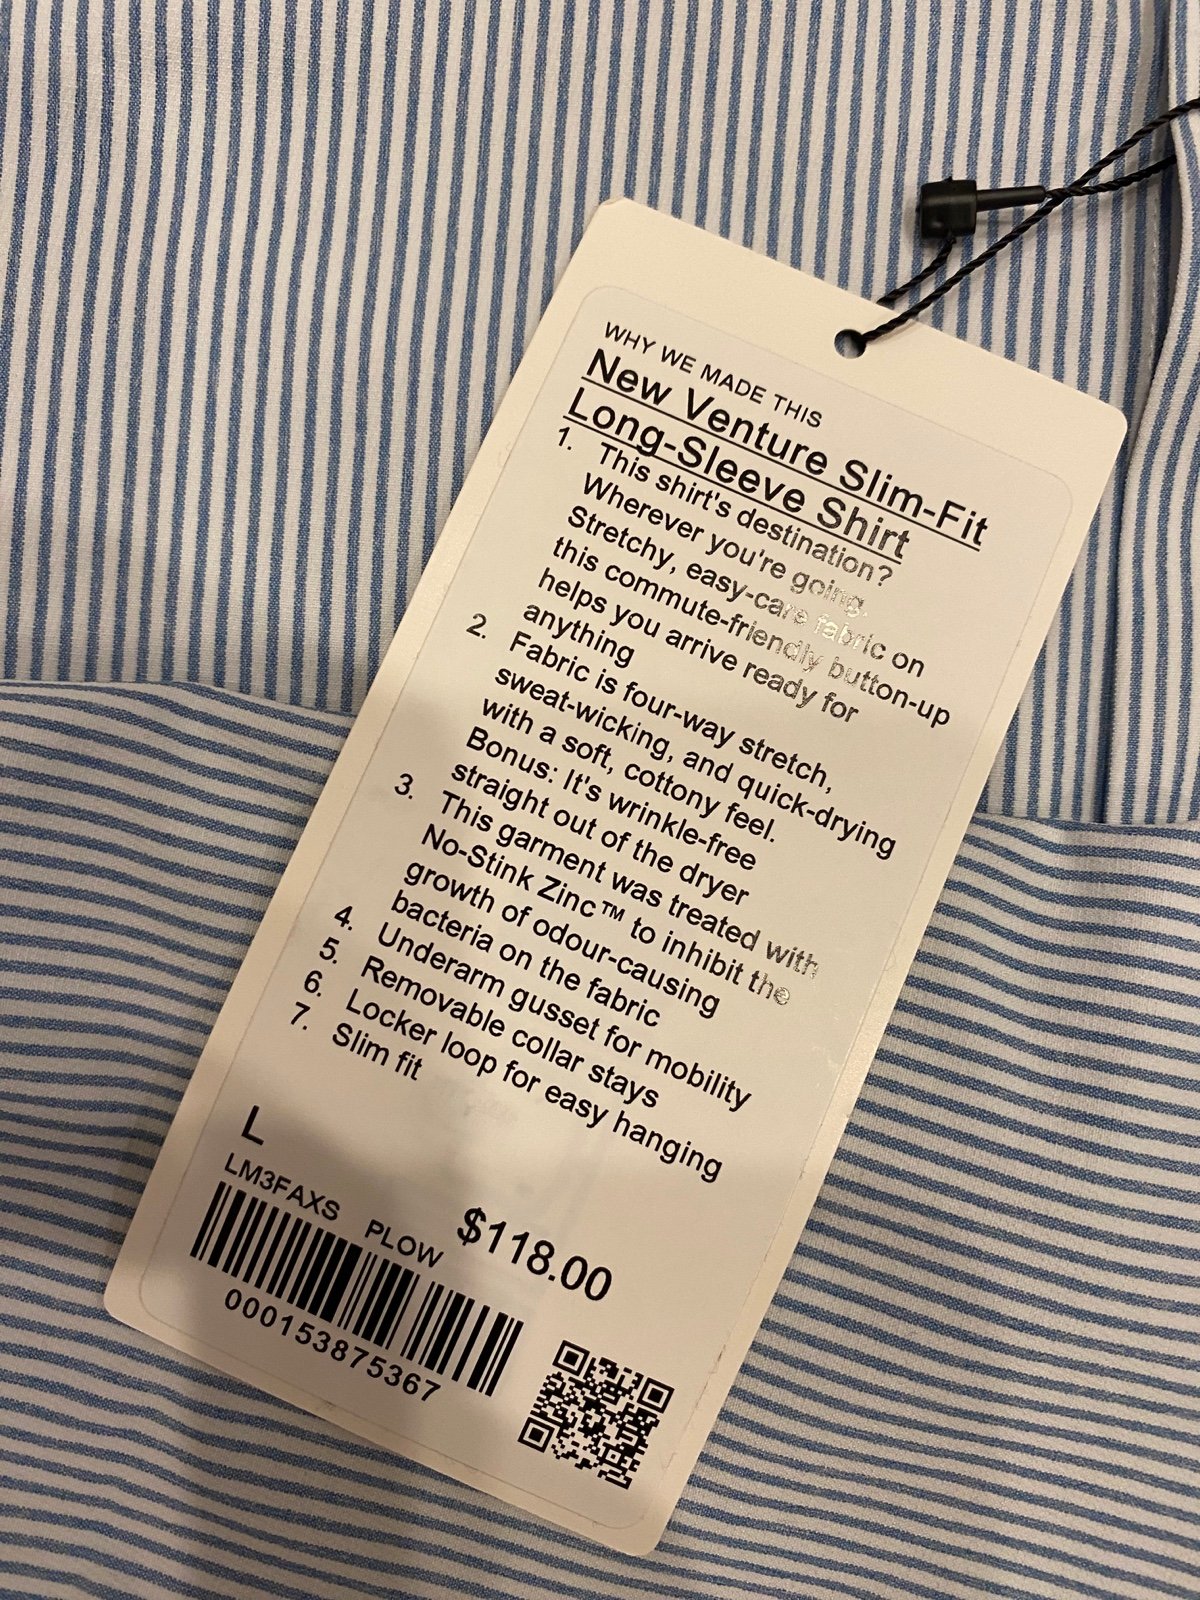 WHY WE MADE THIS
New Venture Slim-Fit
Long-Sleeve Shirt
1. This shirt's destination?
Wherever you're going.
Stretchy, easy-care fabric on
this commute-friendly button-up
helps you arrive ready for
anything
2. Fabric is four-way stretch,
sweat-wicking, and quick-drying
with a soft, cottony feel.
Bonus: It's wrinkle-free
straight out of the dryer
3. This garment was treated with
No-Stink Zinc™ to inhibit the
growth of odour-causing
bacteria on the fabric
4. Underarm gusset for mobility
5. Removable collar stays
6. Locker loop for easy hanging
7. Slim fit
L
LM3FAXS PLOW $118.00
000153875367